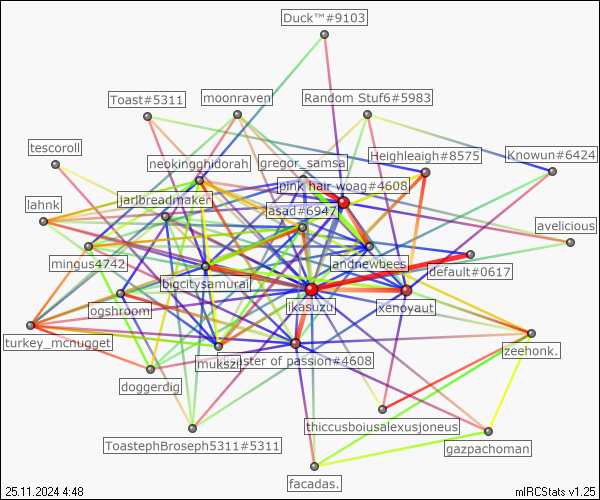 Duck™#9103
Toast#5311
moonraven
Random Stuf6#5983
tescoroll
neokingghidorah
gregor_samsa
Heighleigh#8575
Knowun#6424
pink hair woag#4608
lahnk
jarlbreadmaker
asad#6947
avelicious
mingus4742
andnewbees
default#0617
bigcitysamurai
ogshroom
Ikasuzu
xenoyaut
turkey_mcnugget
mukszi
aster of passion#4608
zeehonk.
doggerdig
thiccusboiusalexusjoneus
ToastephBroseph5311#5311
gazpachoman
facadas.
25.11.2024 4:48
mIRCStats v1.25